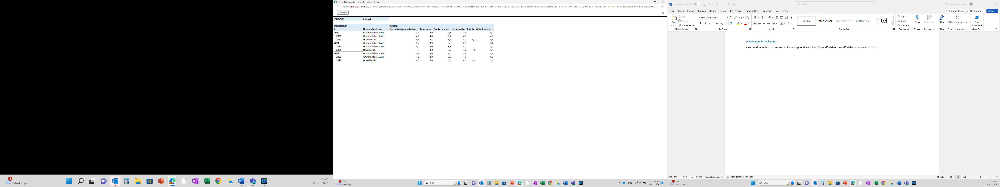 Diff indikatorer.xlsx - Arbejde - Microsoft Edge
Udskriv
Institution EUC Syd
Indikatorsvar Indikator
År Uddannelsesforløb Egen indsats og motivation Egne evner Fysiske rammer Læringsmiljø Praktik Velbefindende
2020 Grundforløbets 1. del 3,9 3,9 3,6 3,9 4,2
2020 Grundforløbets 2. del 4,1 4,0 3,7 4,1 4,3
2020 Hovedforløb 4,3 4,1 3,6 4,1 4,0 4,3
2021 Grundforløbets 1. del 3,7 3,9 3,5 3,9 4,1
2021 Grundforløbets 2. del 4,2 4,0 3,8 4,2 4,4
2021 Hovedforløb 4,3 4,0 3,7 4,2 4,1 4,3
2022 Grundforløbets 1. del 3,9 4,0 3,6 3,9 4,1
2022 Grundforløbets 2. del 4,2 4,0 3,5 4,1 4,3
2022 Hovedforløb 4,3 4,0 3,4 4,2 4,1 4,3
Automatisk lagring
Søg
Filer Hjem Indsæt Tegning Design Layout Referencer Forsendelser Gennemse Vis Hjælp
Kommentarer Redigering Del
Sæt ind
Klip
Kopiér
Formatpensel
Calibri (Brødtekst) 11
F K U
Normal Ingen afstand Overskrift 1 Overskrift 2 Titel
Søg
Erstat
Markér
Dikter Følsomhed Editor Tilføjelsesprogrammer Save document
Udklipsholder Skrifttype Afsnit Typografier Redigering Stemme Følsomhed Editor Tilføjelsesprogrammer Visma Case
Differentierede indikatorer
Viser trivslen for hver af de seks indikatorer i perioden fordelt på grundforløb og hovedforløb i perioden 2020-2022.
Side 7 af 9 418 ord Dansk Tekstforudsigelser: Til Tilgængelighed: Undersøg Fokus 110 %
10°C
Mest skyet
09:26
16-02-2024
10°C
Mest skyet
Søg
DAN
09:26
16-02-2024
10°C
Mest skyet
Søg
09:26
16-02-2024